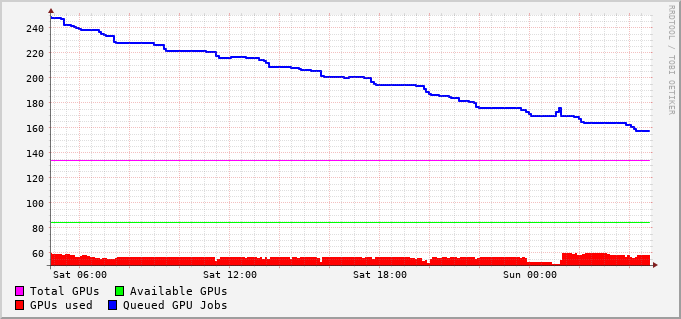 RRDTOOL / TOBI OETIKER
240
220
200
180
160
140
120
100
80
60
Sat 06:00 Sat 12:00 Sat 18:00 Sun 00:00
Total GPUs Available GPUs
GPUs used Queued GPU Jobs